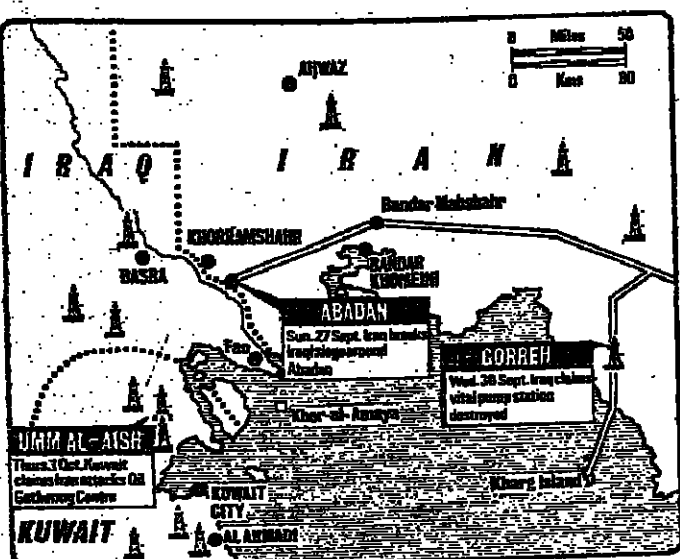 0 Miles 50
0 Kms 80
AHWAZ
IRAQ
IRAN
Bandar Mahshahr
KHORRAMSHAHR
BASRA
BANDAR
KHOMEINI
ABADAN
Sun. 27 Sept. Iran breaks
Iraqi siege around
Abadan
Fao
GORREH
Wed. 30 Sept. Iraq claims
vital pump station
destroyed
Khor-al-Amaya
UMM AL-AISH
Thurs. 1 Oct. Kuwait
claims Iran attacks Oil
Gathering Centre
Kharg Island
KUWAIT
CITY
KUWAIT
AL AHMADI